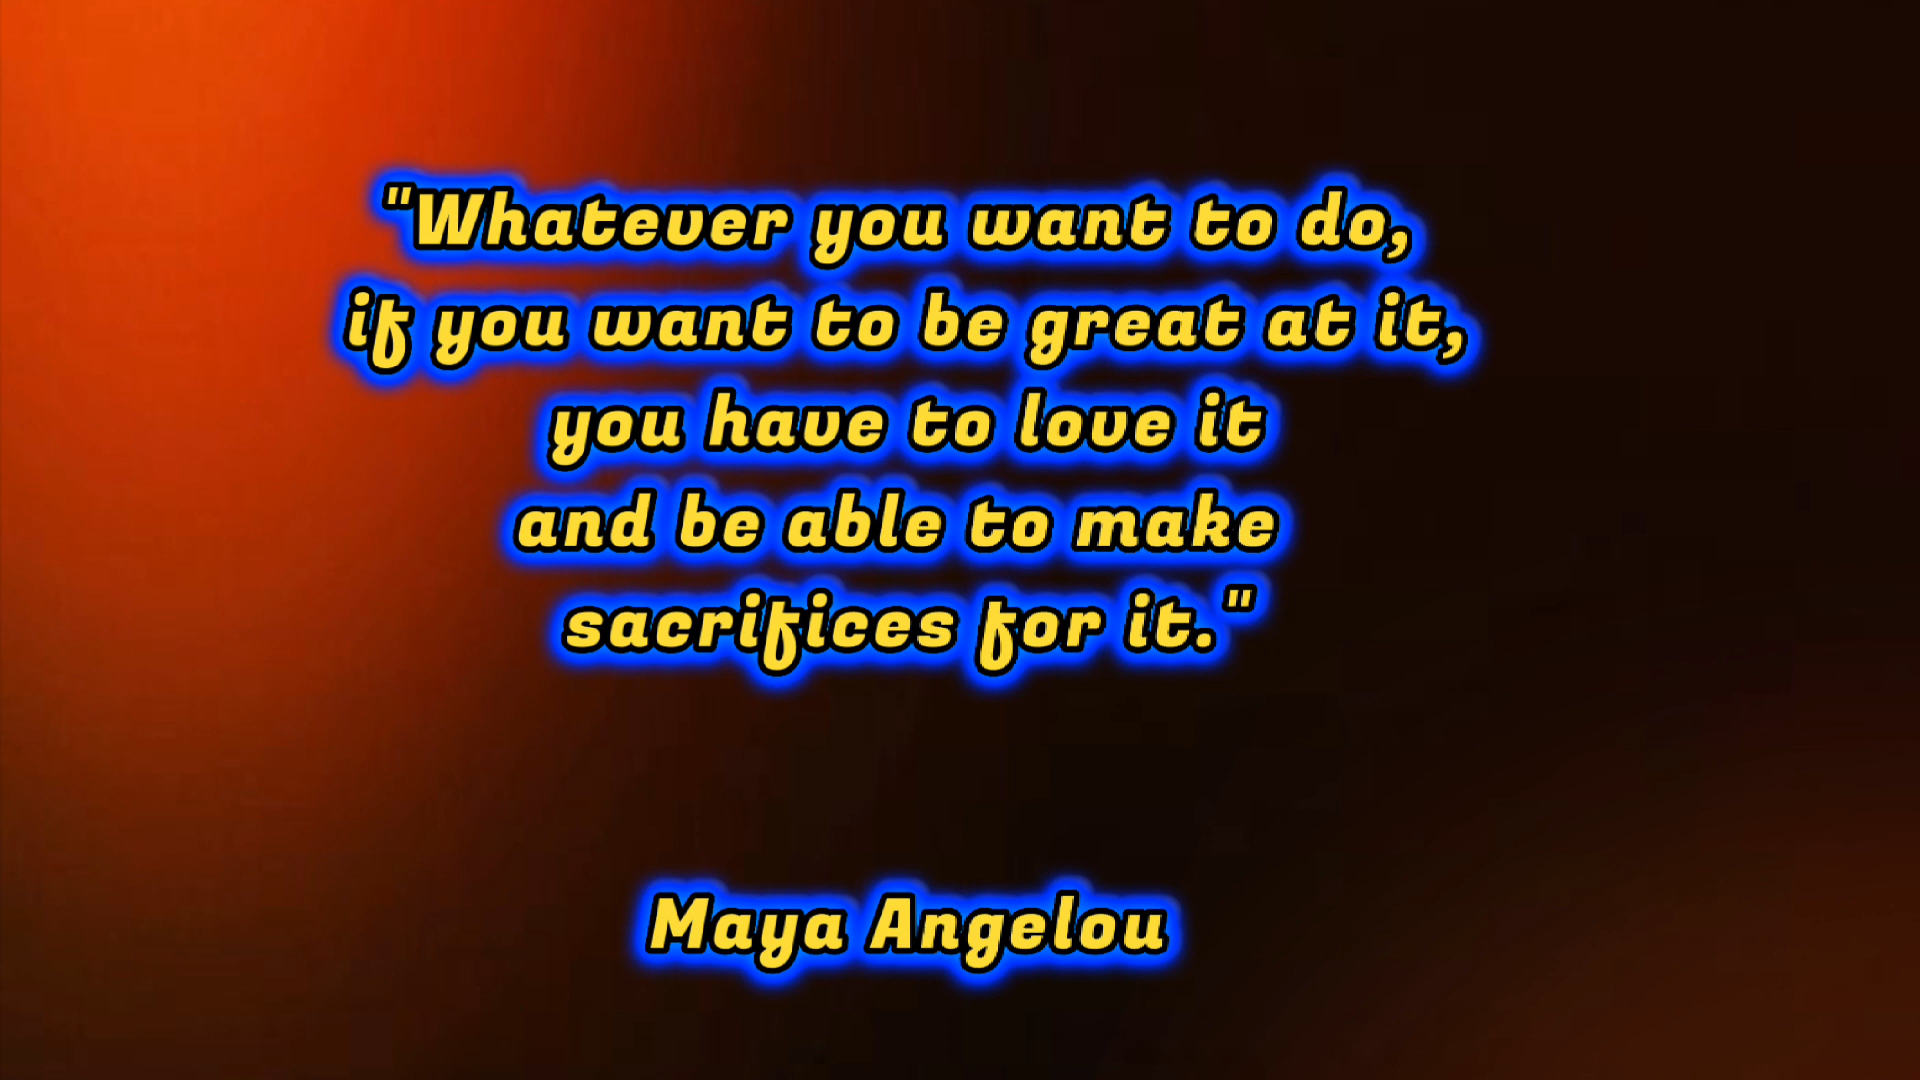 "Whatever you want to do,
if you want to be great at it,
you have to love it
and be able to make
sacrifices for it."
Maya Angelou